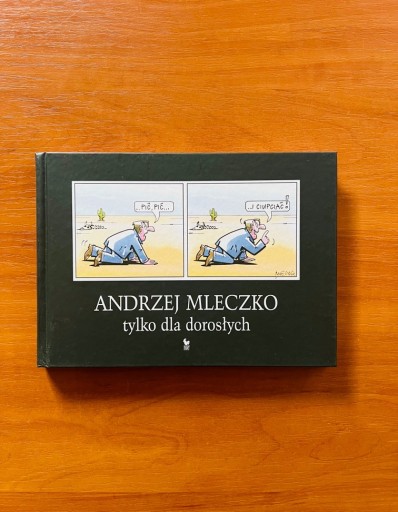 PIĆ, PIĆ...
...I CIUPCIAĆ!
ANDRZEJ MLECZKO
tylko dla dorosłych